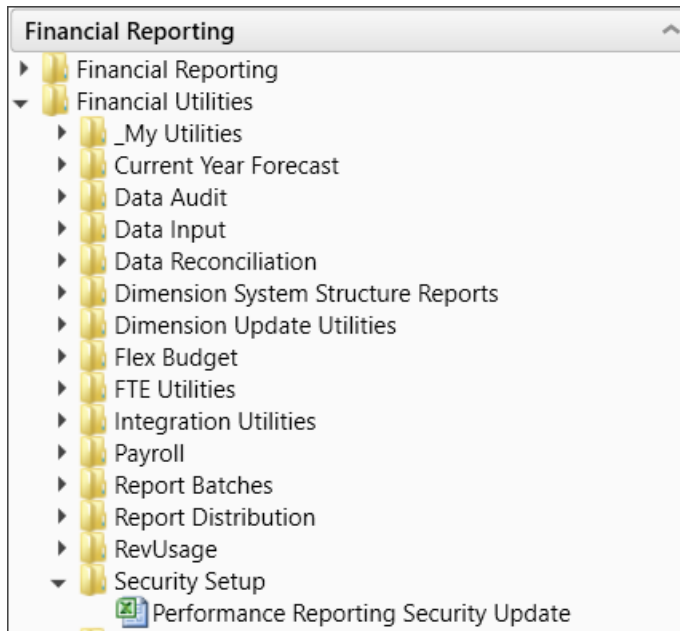 Financial Reporting
Financial Reporting
Financial Utilities
_My Utilities
Current Year Forecast
Data Audit
Data Input
Data Reconciliation
Dimension System Structure Reports
Dimension Update Utilities
Flex Budget
FTE Utilities
Integration Utilities
Payroll
Report Batches
Report Distribution
RevUsage
Security Setup
Performance Reporting Security Update